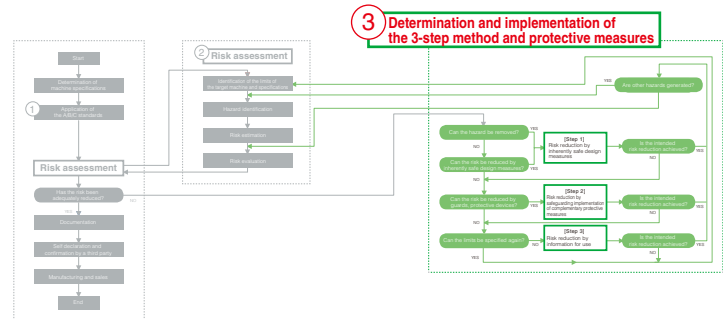 3
Determination and implementation of
the 3-step method and protective measures
Start
Determination of
machine specifications
1
Application of
the A/B/C standards
Risk assessment
Has the risk been
adequately reduced?
NO
YES
Documentation
Self-declaration and
confirmation by a third party
Manufacturing and sales
End
2
Risk assessment
Identification of the limits of
the target machine and specifications
Hazard identification
Risk estimation
Risk evaluation
YES
Are other hazards generated?
NO
Can the hazard be removed?
YES
NO
Can the risk be reduced by
inherently safe design measures?
YES
NO
[Step 1]
Risk reduction by
inherently safe design
measures
Is the intended
risk reduction achieved?
YES
NO
Can the risk be reduced by
guards, protective devices?
YES
NO
[Step 2]
Risk reduction by
safeguarding implementation
of complementary protective
measures
Is the intended
risk reduction achieved?
YES
NO
Can the limits be specified again?
NO
YES
[Step 3]
Risk reduction by
information for use
Is the intended
risk reduction achieved?
YES
NO